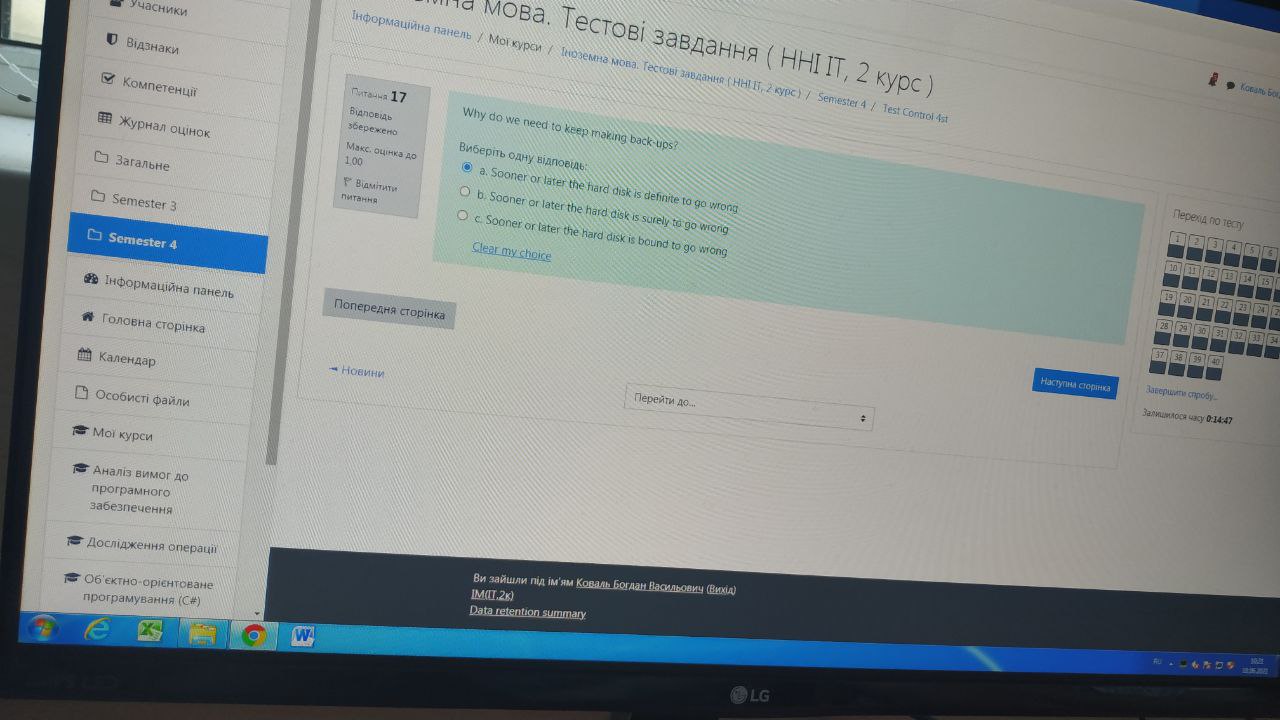 Учасники
Відзнаки
Компетенції
Журнал оцінок
Загальне
Semester 3
Semester 4
Інформаційна панель
Головна сторінка
Календар
Особисті файли
Мої курси
Аналіз вимог до
програмного
забезпечення
Дослідження операції
Об'єктно-орієнтоване
програмування (C#)
мова. Тестові завдання ( ННІ ІТ, 2 курс )
Інформаційна панель / Мої курси / Іноземна мова. Тестові завдання ( ННІ ІТ, 2 курс ) / Semester 4 / Test Control 4st
Коваль
Питання 17
Відповідь
збережено
Макс. оцінка до
1,00
Відмітити
питання
Why do we need to keep making back-ups?
Виберіть одну відповідь:
a. Sooner or later the hard disk is definite to go wrong
b. Sooner or later the hard disk is surely to go wrong
c. Sooner or later the hard disk is bound to go wrong
Clear my choice
Попередня сторінка
Наступна сторінка
Новини
Перейти до...
Перехід по тесту
1 2 3 4 5 6
10 11 12 13 14 15
19 20 21 22 23 24
28 29 30 31 32 33 34
37 38 39 40
Завершити спробу...
Залишилося часу 0:14:47
Ви зайшли під ім'ям Коваль Богдан Васильович (Вихід)
ІМ(ІТ,2к)
Data retention summary
RU
10:21
10.06.2021
LG